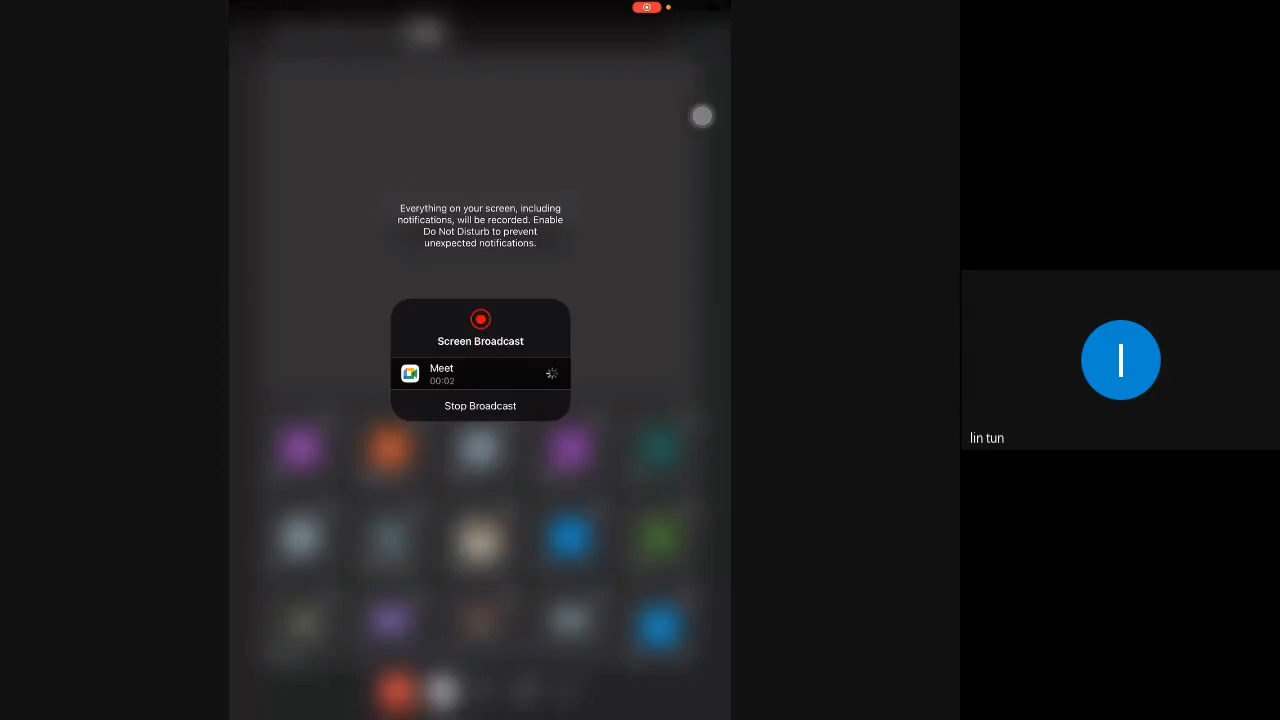 Everything on your screen, including
notifications, will be recorded. Enable
Do Not Disturb to prevent
unexpected notifications.
Screen Broadcast
Meet
00:02
Stop Broadcast
l
lin tun